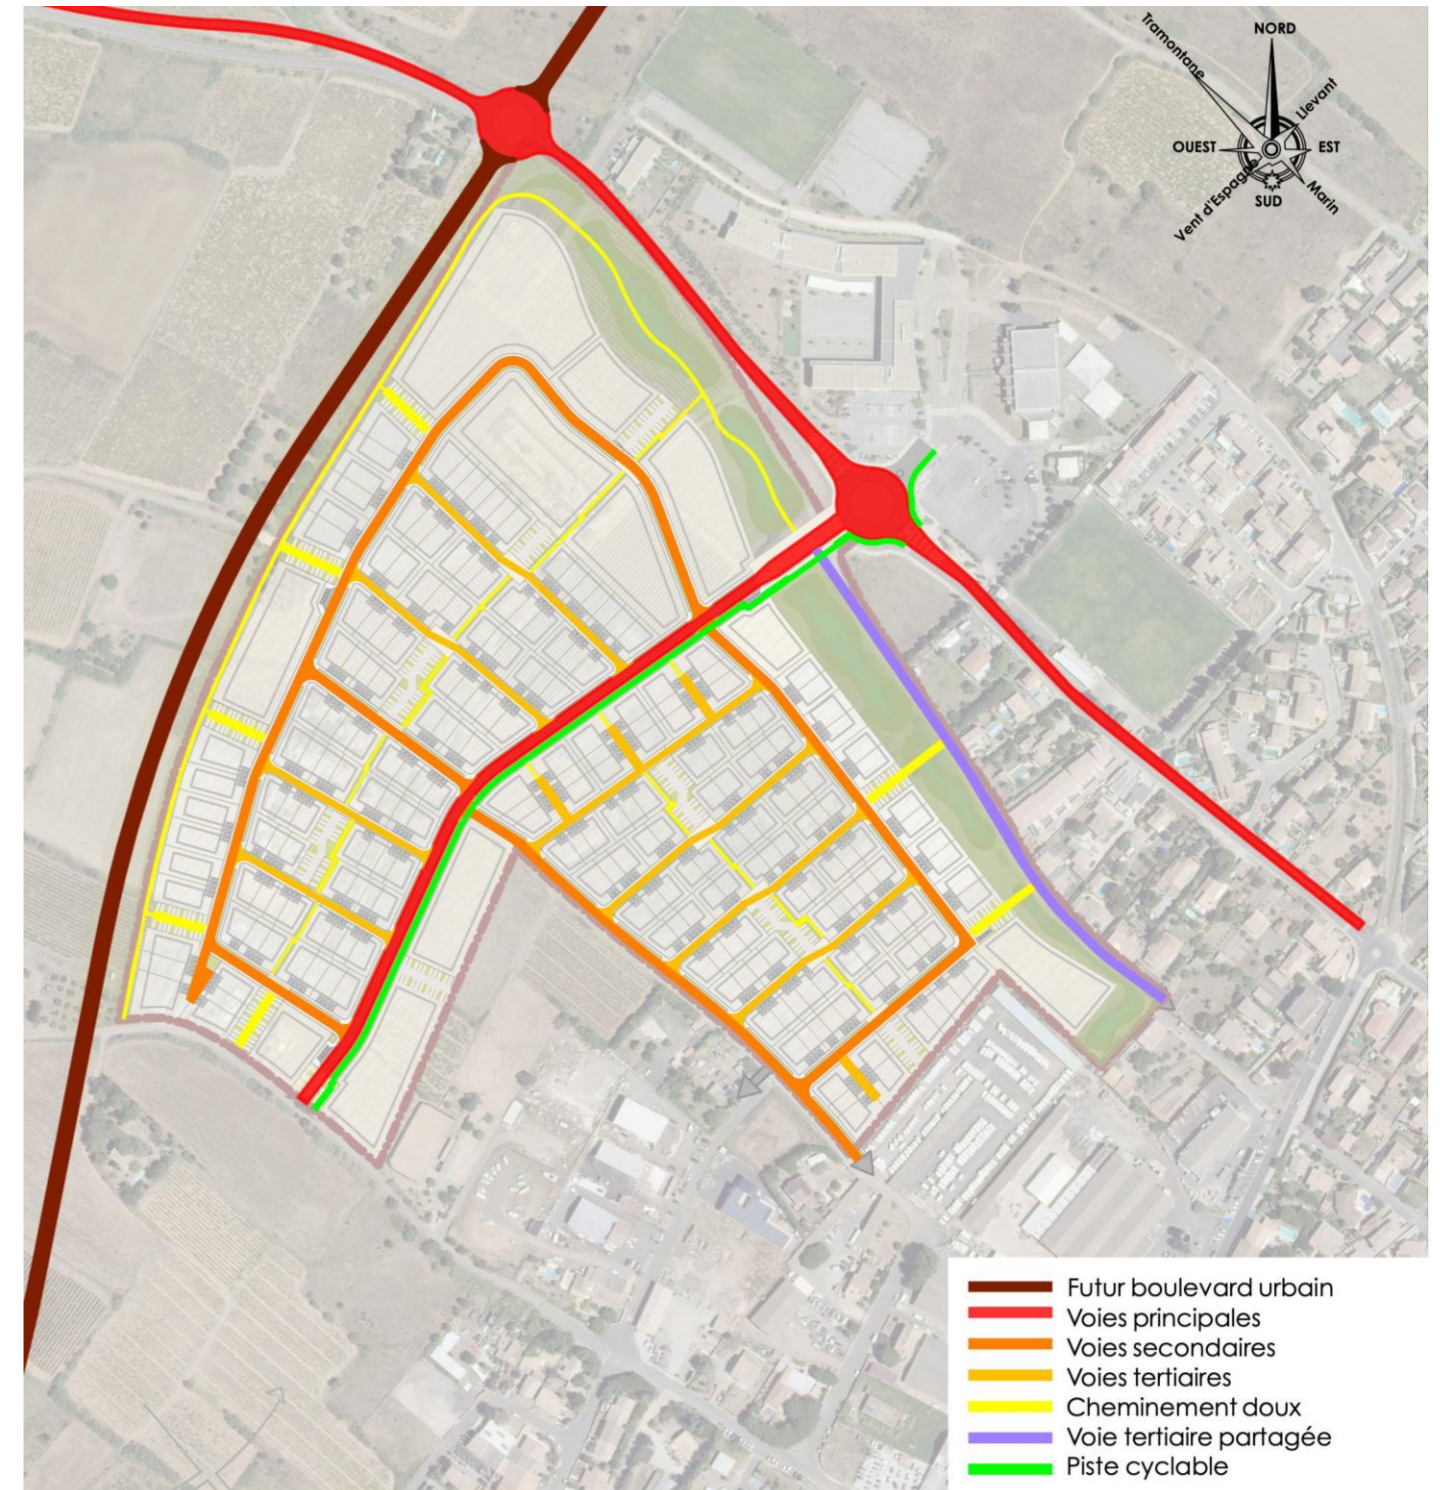 NORD
Tramontane
Llevant
OUEST
EST
Vent d'Espagne
SUD
Marin
Futur boulevard urbain
Voies principales
Voies secondaires
Voies tertiaires
Cheminement doux
Voie tertiaire partagée
Piste cyclable